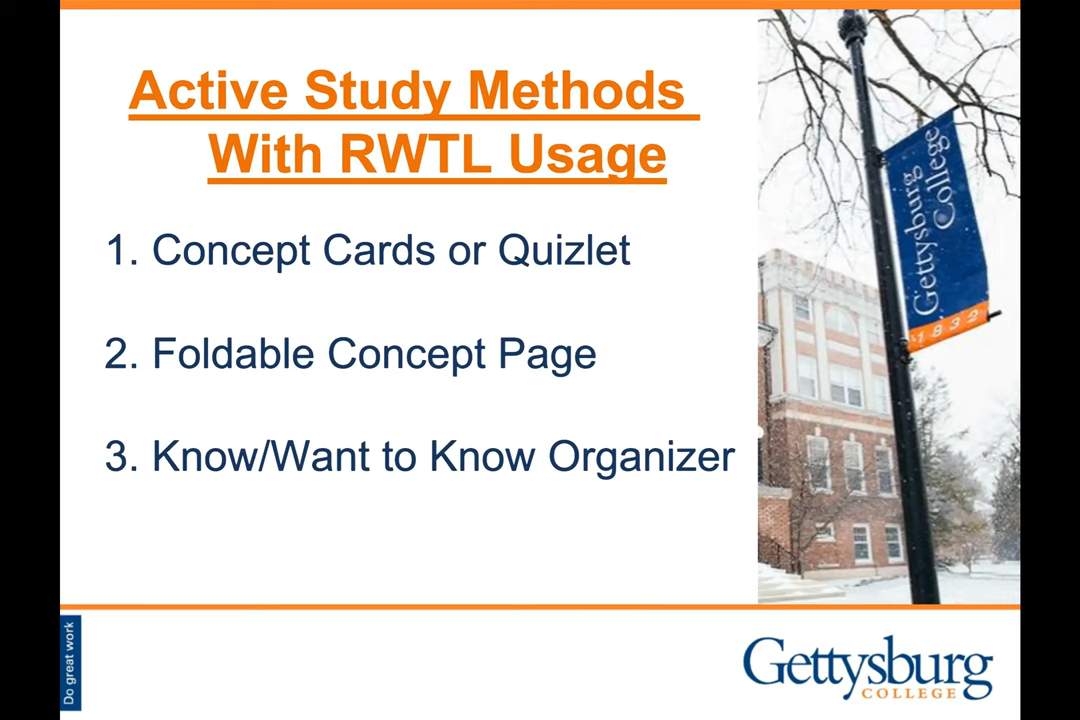 Active Study Methods
With RWTL Usage
1. Concept Cards or Quizlet
2. Foldable Concept Page
3. Know/Want to Know Organizer
Gettysburg
College
1832
Do great work
Gettysburg
COLLEGE